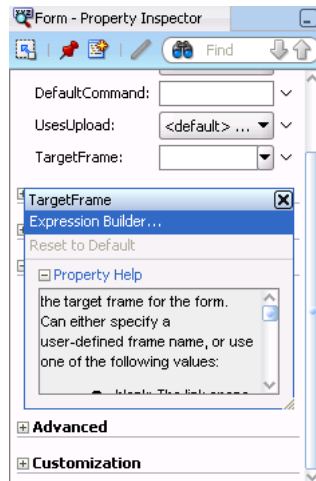 Form - Property Inspector
Find
DefaultCommand:
UsesUpload: <default> ...
TargetFrame:
TargetFrame
Expression Builder...
Reset to Default
Property Help
the target frame for the form.
Can either specify a
user-defined frame name, or use
one of the following values:
Advanced
Customization